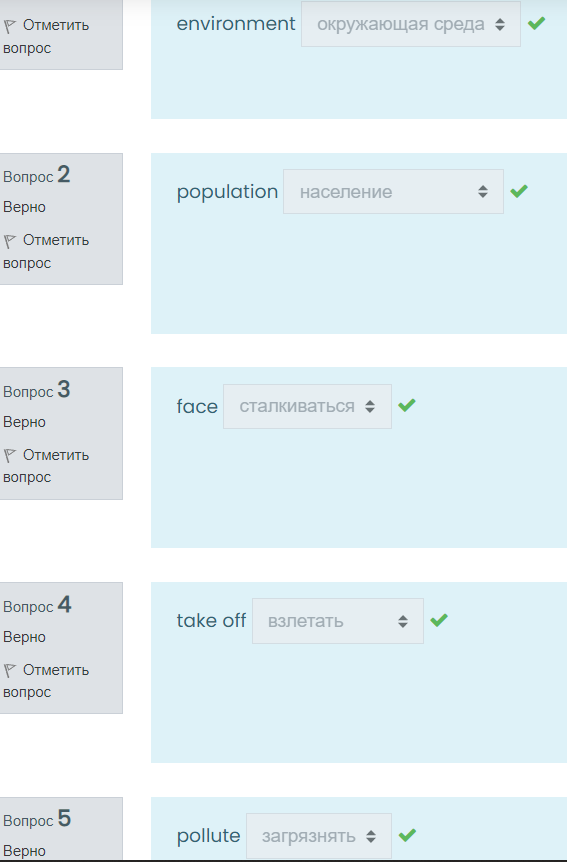 Отметить
вопрос
environment окружающая среда
Вопрос 2
Верно
Отметить
вопрос
population население
Вопрос 3
Верно
Отметить
вопрос
face сталкиваться
Вопрос 4
Верно
Отметить
вопрос
take off взлетать
Вопрос 5
Верно
pollute загрязнять